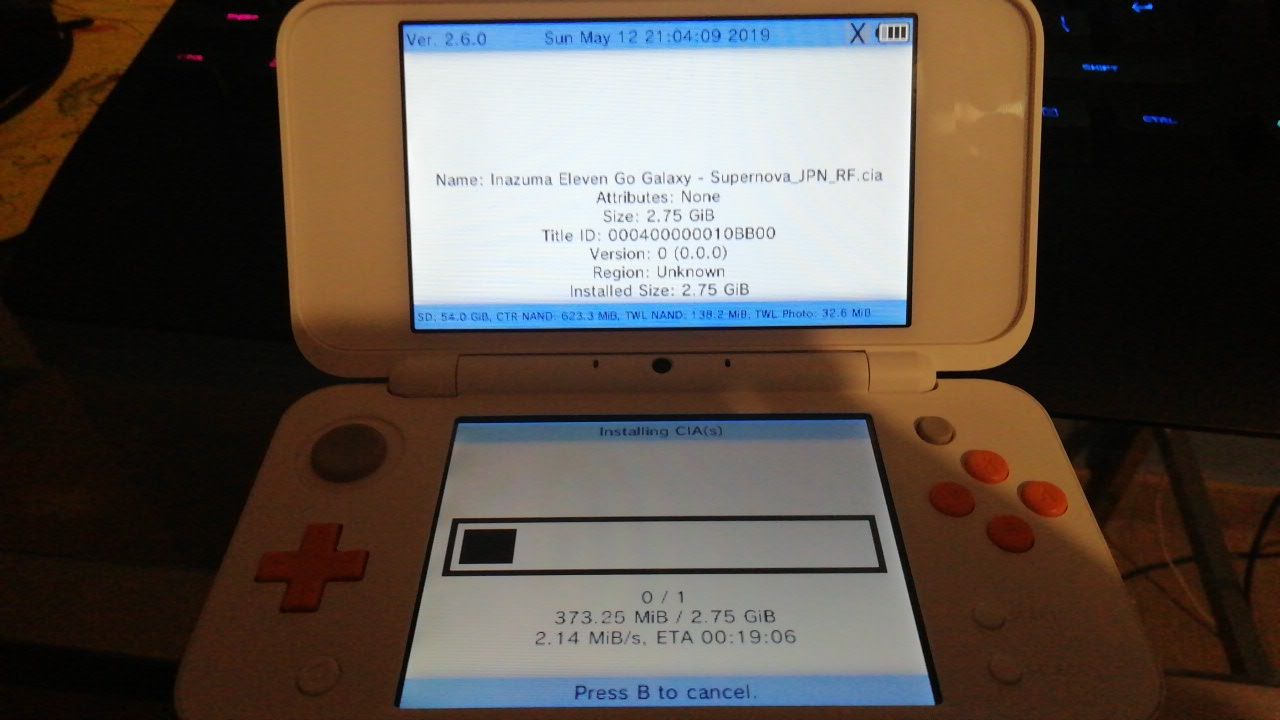 Ver. 2.6.0 Sun May 12 21:04:09 2019 X
Name: Inazuma Eleven Go Galaxy - Supernova_JPN_RF.cia
Attributes: None
Size: 2.75 GiB
Title ID: 000400000010BB00
Version: 0 (0.0.0)
Region: Unknown
Installed Size: 2.75 GiB
SD: 54.0 GiB, CTR NAND: 623.3 MiB, TWL NAND: 138.2 MiB, TWL Photo: 32.6 MiB
Installing CIA(s)
0 / 1
373.25 MiB / 2.75 GiB
2.14 MiB/s, ETA 00:19:06
Press B to cancel.
SHIFT
CTRL